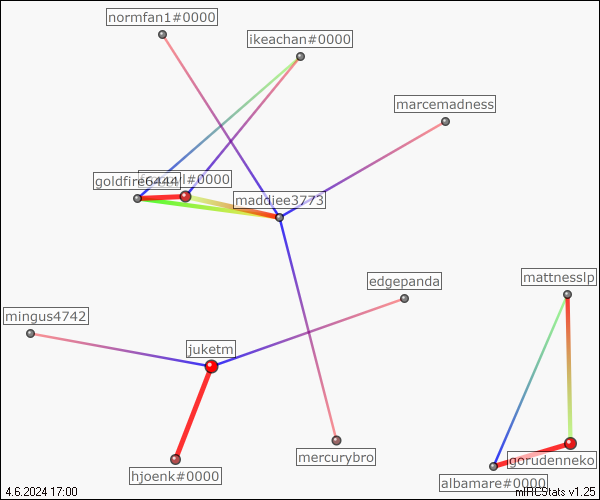 normfan1#0000
ikeachan#0000
marcemadness
goldfire6444
ll#0000
maddiee3773
edgepanda
mattnesslp
mingus4742
juketm
mercurybro
gorudenneko
hjoenk#0000
albamare#0000
4.6.2024 17:00
mIRCStats v1.25